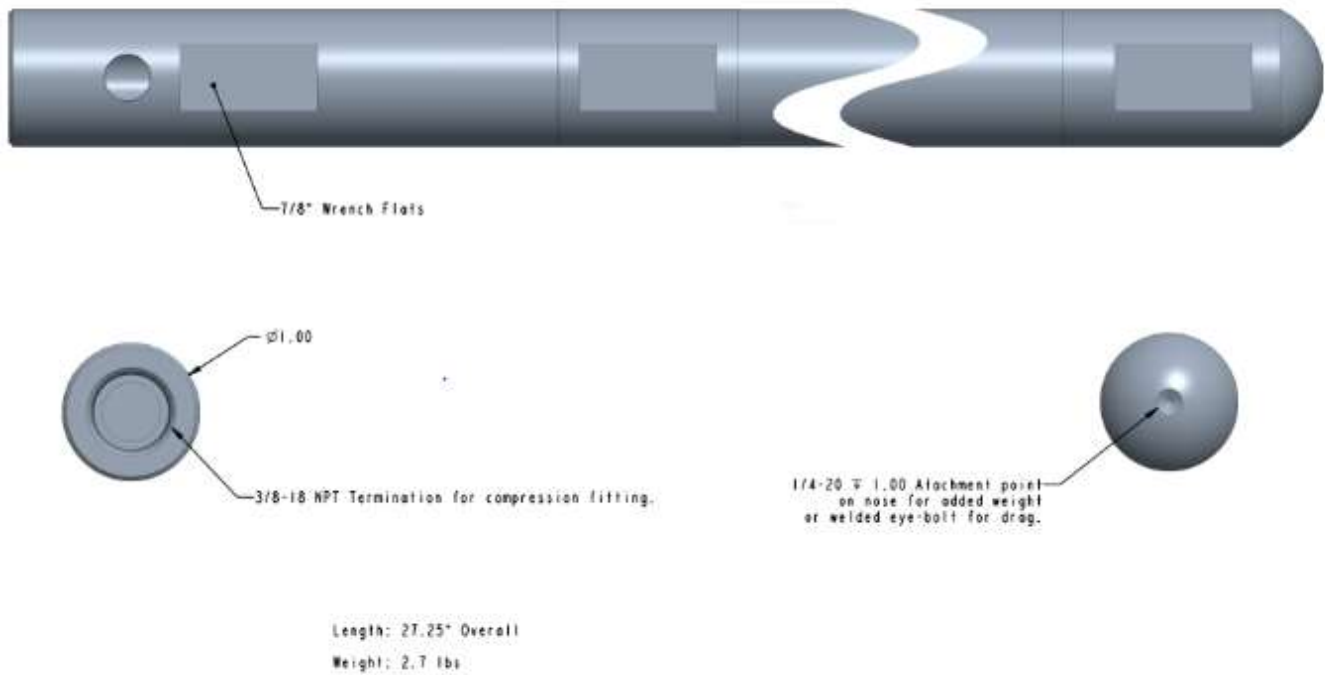 7/8" Wrench Flats
Ø1.00
3/8-18 NPT Termination for compression fitting.
1/4-20 ↧ 1.00 Atachment point
on nose for added weight
or welded eye-bolt for drag.
Length: 27.25" Overall
Weight: 2.7 lbs